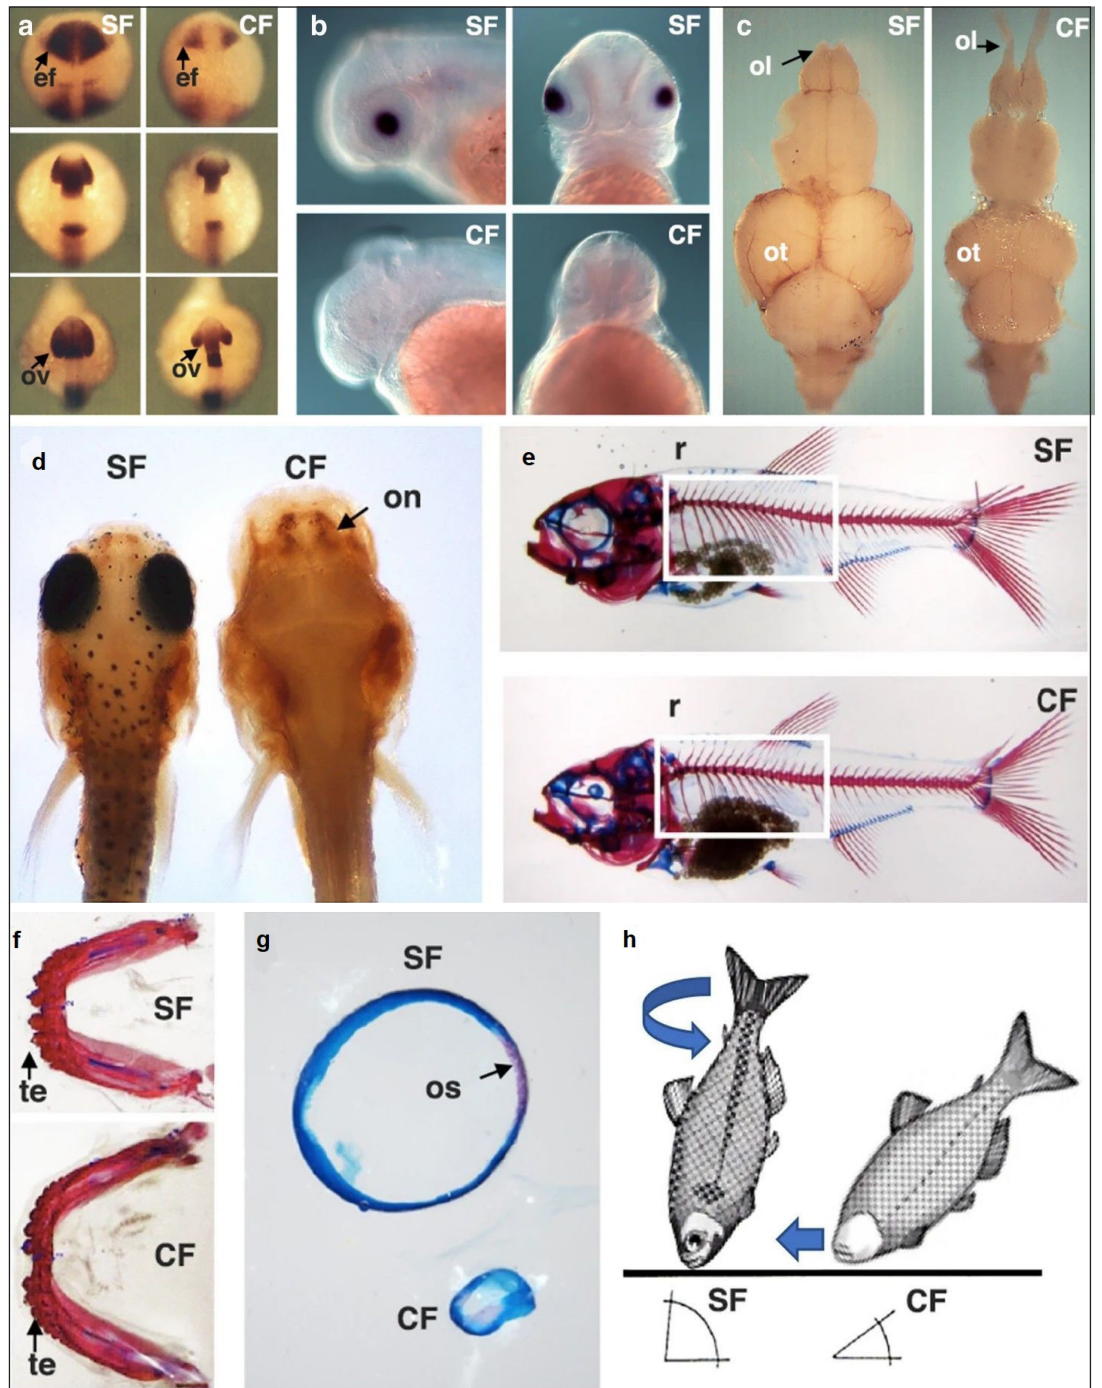 a SF CF
ef ef
ov ov
b SF SF
CF CF
c SF CF
ol ol
ot ot
d SF CF
on
e r SF
r CF
f SF
te
CF
te
g SF
os
CF
h
SF CF